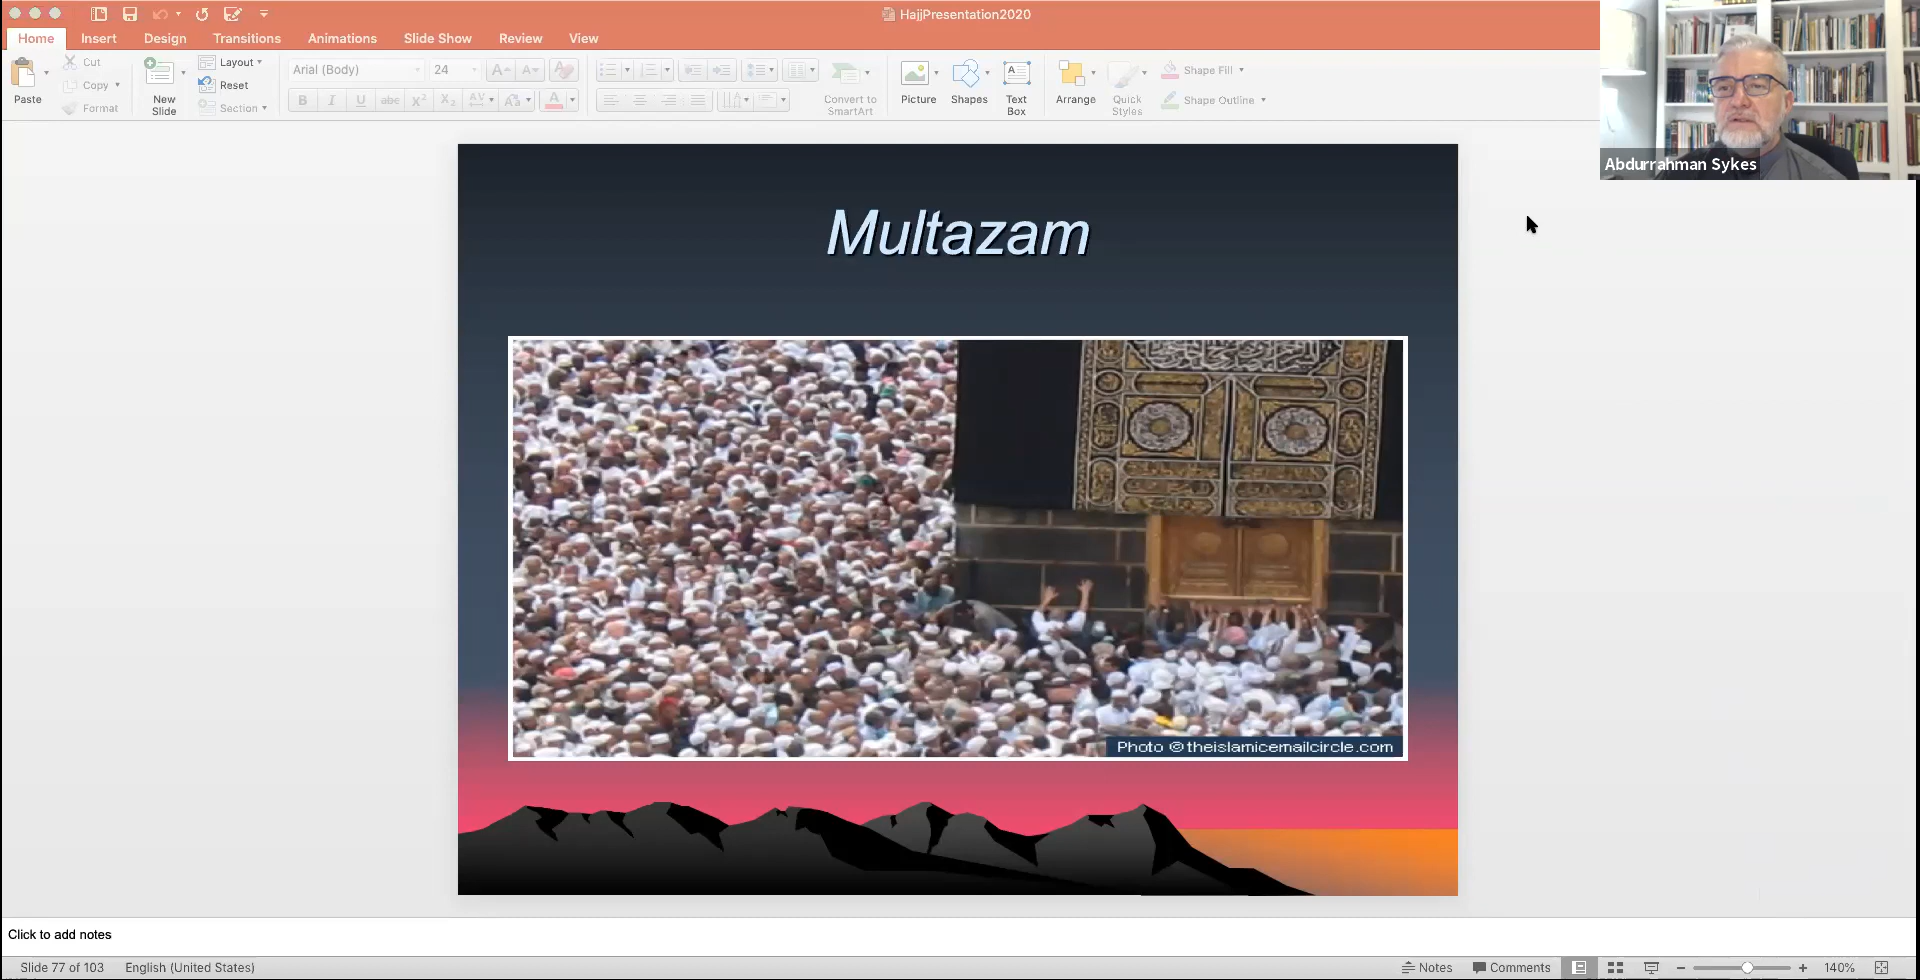 HajjPresentation2020
Home Insert Design Transitions Animations Slide Show Review View
Paste
Cut
Copy
Format
New
Slide
Layout
Reset
Section
Arial (Body)
24
Convert to
SmartArt
Picture
Shapes
Text
Box
Arrange
Quick
Styles
Shape Fill
Shape Outline
Abdurrahman Sykes
Multazam
Photo @theislamicemailcircle.com
Click to add notes
Slide 77 of 103 English (United States) Notes Comments 140%